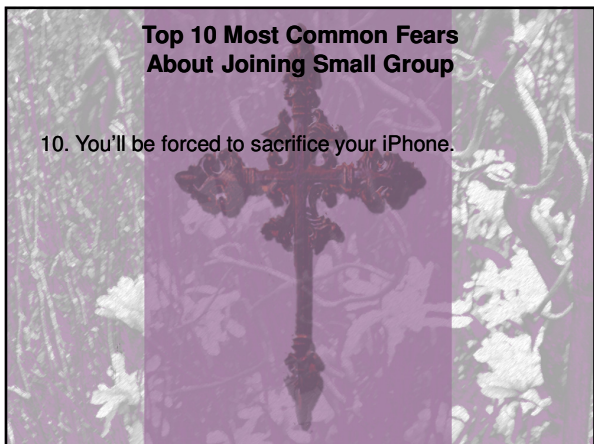 Top 10 Most Common Fears
About Joining Small Group
10. You'll be forced to sacrifice your iPhone.